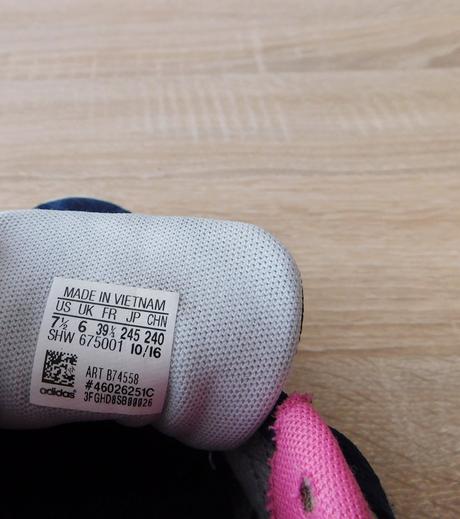 MADE IN VIETNAM
US UK FR JP CHN
7½ 6 39⅓ 245 240
SHW 675001 10/16
ART B74558
#46026251C
adidas 3FGHD8SB00026